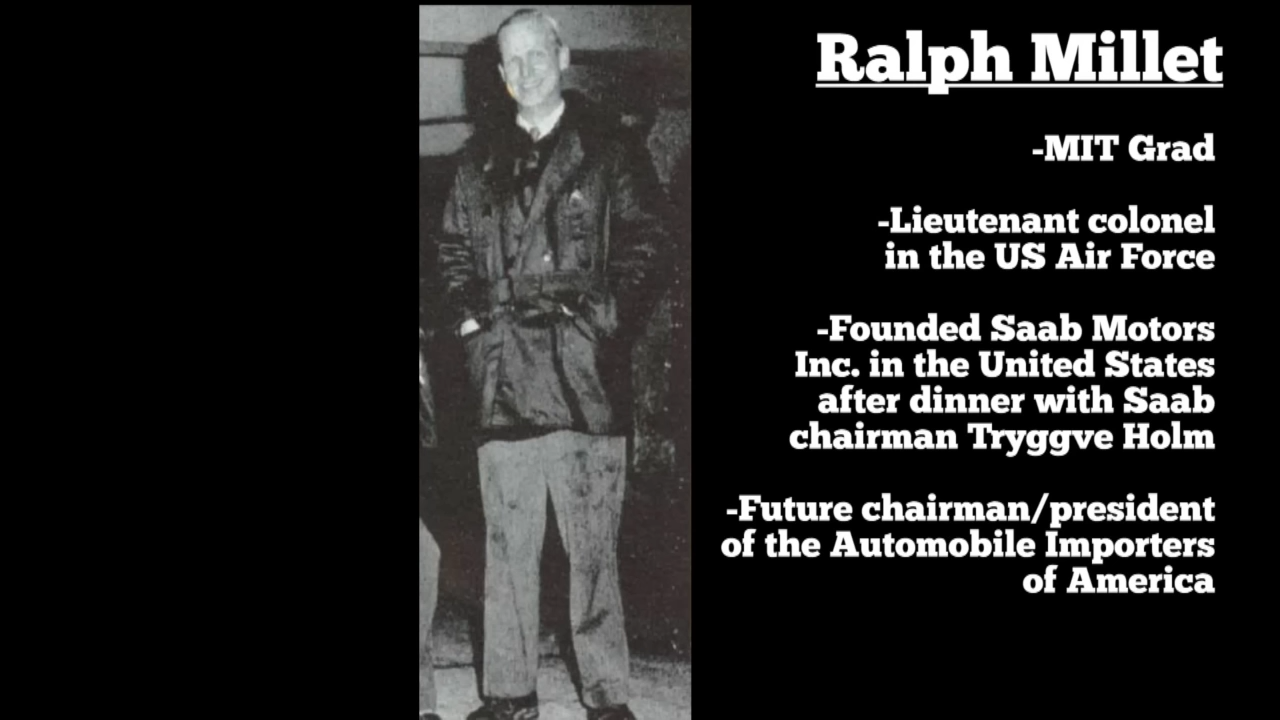 Ralph Millet
-MIT Grad
-Lieutenant colonel
in the US Air Force
-Founded Saab Motors
Inc. in the United States
after dinner with Saab
chairman Tryggve Holm
-Future chairman/president
of the Automobile Importers
of America